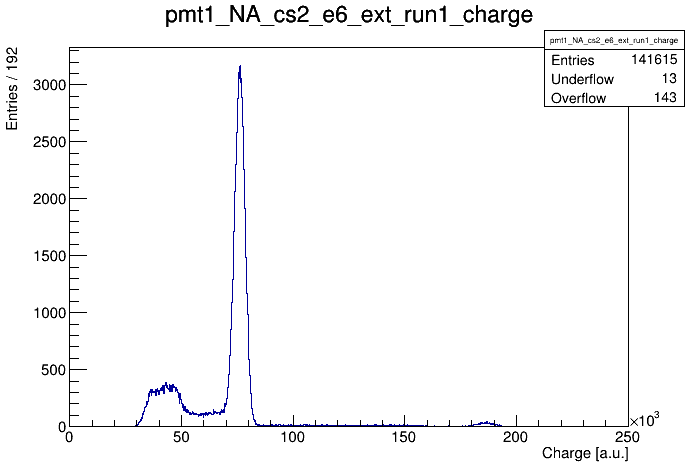 pmt1_NA_cs2_e6_ext_run1_charge
pmt1_NA_cs2_e6_ext_run1_charge
Entries 141615
Underflow 13
Overflow 143
Entries / 192
3000
2500
2000
1500
1000
500
0
0 50 100 150 200 250
×10³
Charge [a.u.]